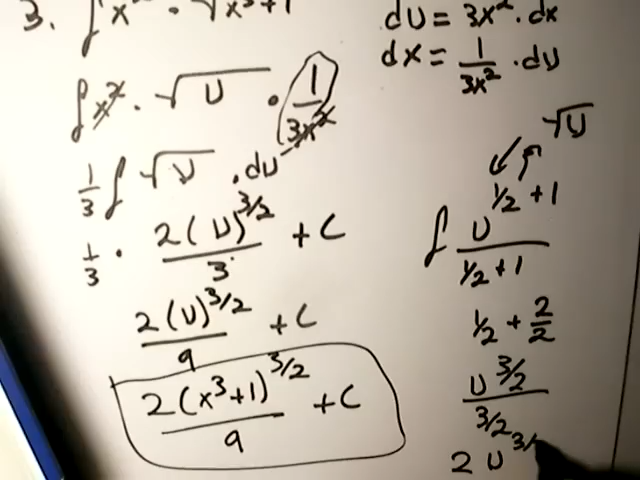 3. ∫ x² · √x³+1
∫ x² · √U · 1/3x²
1/3 ∫ √U · du
1/3 · 2(U)^3/2 / 3 + C
2(U)^3/2 / 9 + C
2(x³+1)^3/2 / 9 + C
du = 3x² · dx
dx = 1/3x² · du
√U
∫ U^1/2+1 / 1/2+1
1/2 + 2/2
U^3/2 / 3/2
2 U^3/